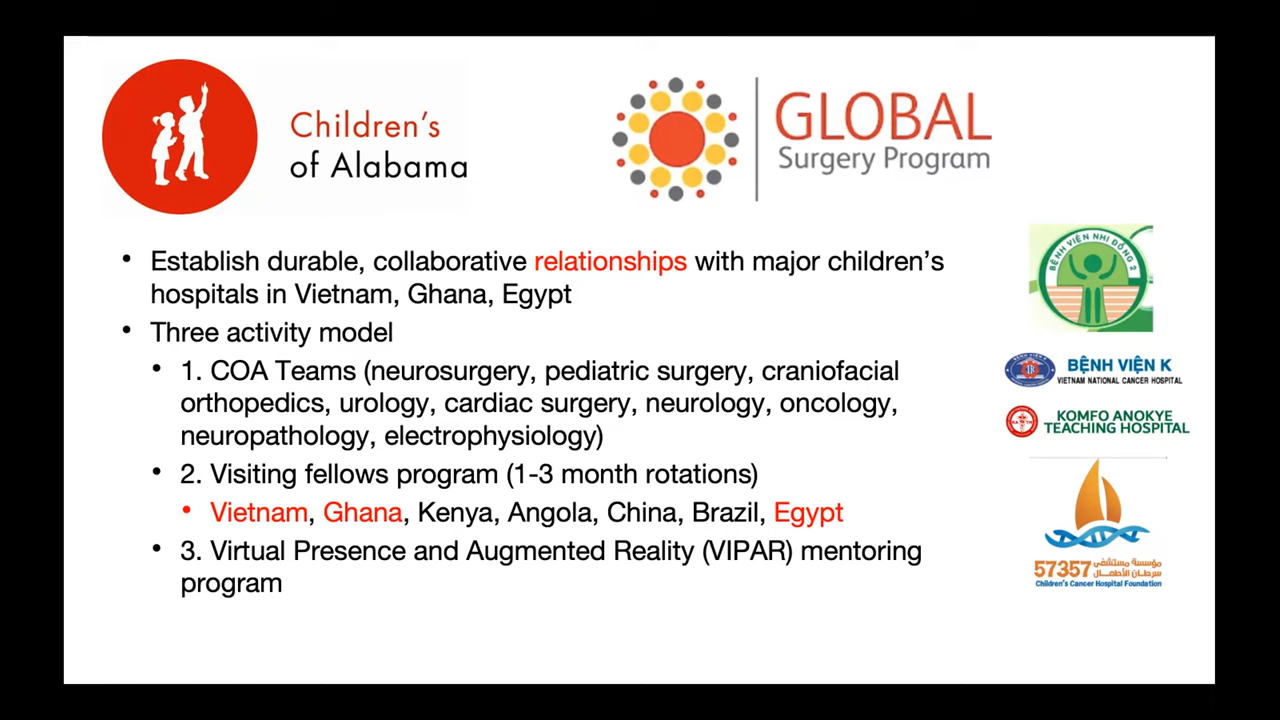 Children's
of Alabama
GLOBAL
Surgery Program
• Establish durable, collaborative relationships with major children's
hospitals in Vietnam, Ghana, Egypt
• Three activity model
• 1. COA Teams (neurosurgery, pediatric surgery, craniofacial
orthopedics, urology, cardiac surgery, neurology, oncology,
neuropathology, electrophysiology)
• 2. Visiting fellows program (1-3 month rotations)
• Vietnam, Ghana, Kenya, Angola, China, Brazil, Egypt
• 3. Virtual Presence and Augmented Reality (VIPAR) mentoring
program
BỆNH VIỆN NHI ĐỒNG 2
BỆNH VIỆN K
VIETNAM NATIONAL CANCER HOSPITAL
KOMFO ANOKYE
TEACHING HOSPITAL
57357 مؤسسة مستشفى
سرطان الأطفال
Children's Cancer Hospital Foundation